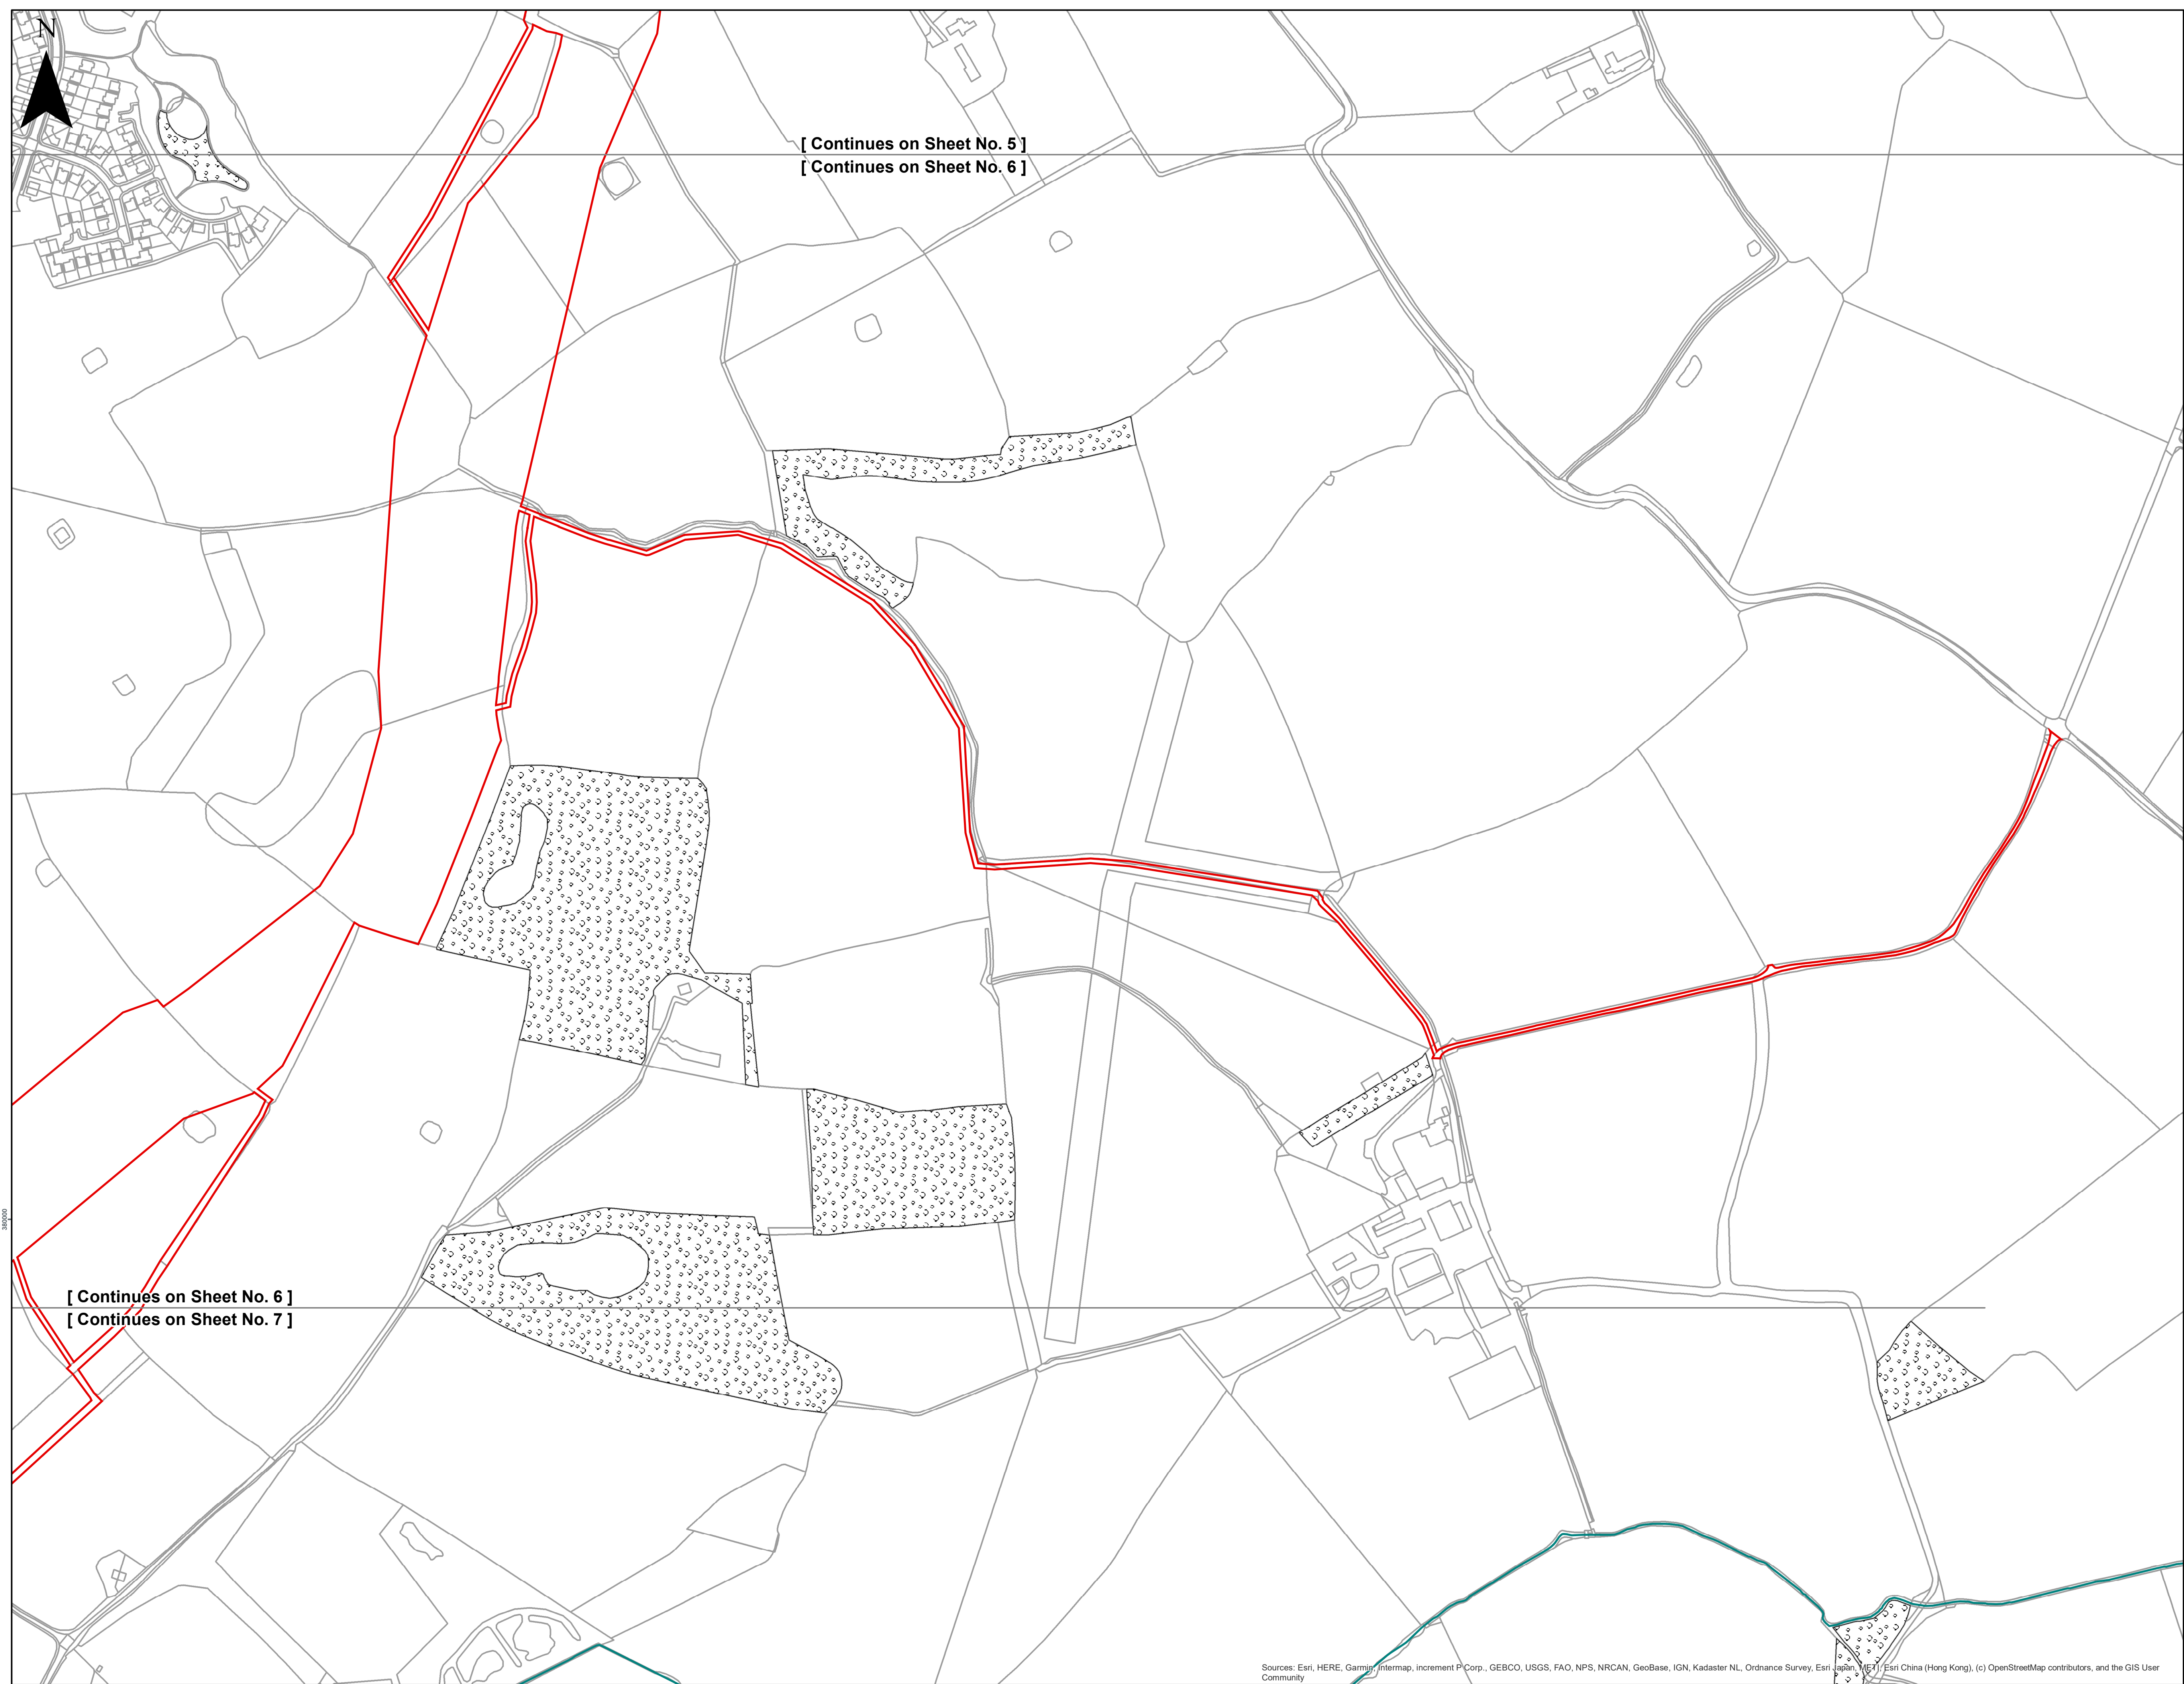 N
[ Continues on Sheet No. 5 ]
[ Continues on Sheet No. 6 ]
380000
[ Continues on Sheet No. 6 ]
[ Continues on Sheet No. 7 ]
Sources: Esri, HERE, Garmin, Intermap, increment P Corp., GEBCO, USGS, FAO, NPS, NRCAN, GeoBase, IGN, Kadaster NL, Ordnance Survey, Esri Japan, METI, Esri China (Hong Kong), (c) OpenStreetMap contributors, and the GIS User
Community